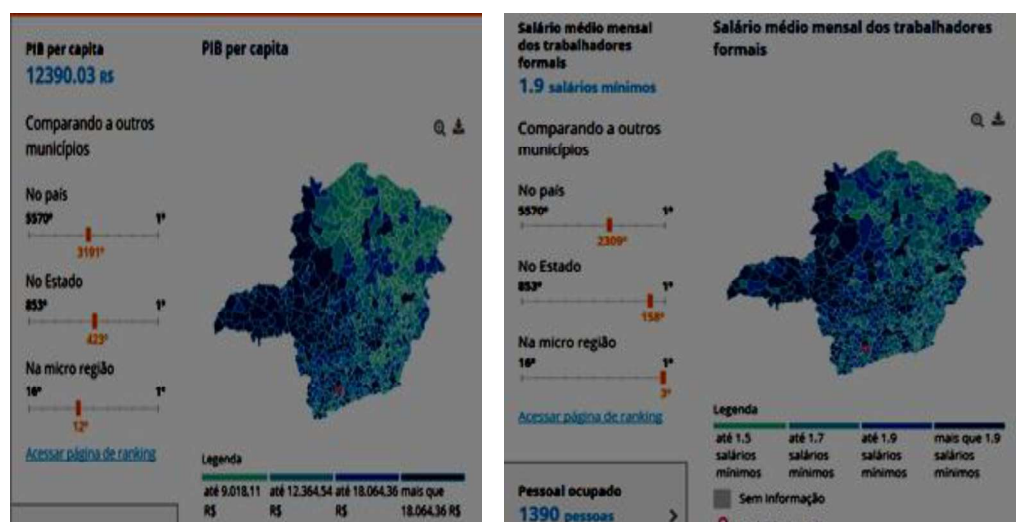 PIB per capita
12390.03 R$
PIB per capita
Comparando a outros
municípios
No país
5570º 1º
3191º
No Estado
853º 1º
423º
Na micro região
16º 1º
12º
Acessar página de ranking
Legenda
até 9.018,11 até 12.364,54 até 18.064,36 mais que
R$ R$ R$ 18.064,36 R$
Salário médio mensal
dos trabalhadores
formais
1.9 salários mínimos
Salário médio mensal dos trabalhadores
formais
Comparando a outros
municípios
No país
5570º 1º
2309º
No Estado
853º 1º
158º
Na micro região
16º 1º
3º
Acessar página de ranking
Legenda
até 1.5 até 1.7 até 1.9 mais que 1.9
salários salários salários salários
mínimos mínimos mínimos mínimos
Sem informação
Pessoal ocupado
1390 pessoas